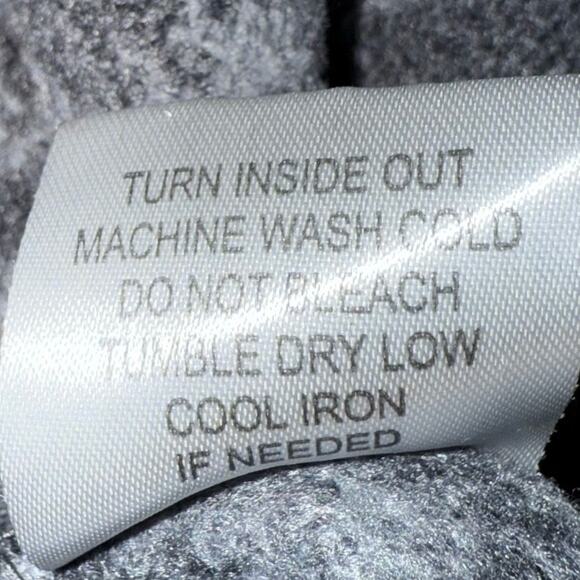 TURN INSIDE OUT
MACHINE WASH COLD
DO NOT BLEACH
TUMBLE DRY LOW
COOL IRON
IF NEEDED